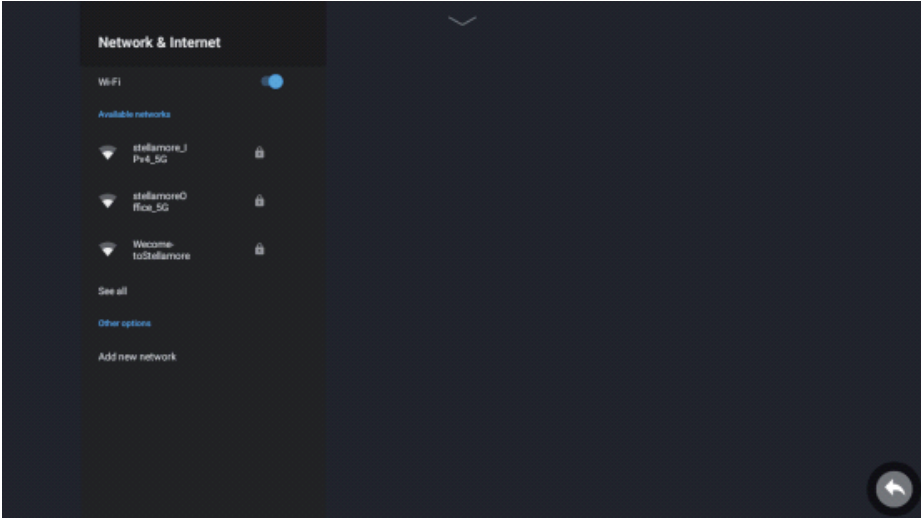 Network & Internet
Wi-Fi
Available networks
stellamore_I
Pv4_5G
stellamoreO
ffice_5G
Wecome-
toStellamore
See all
Other options
Add new network